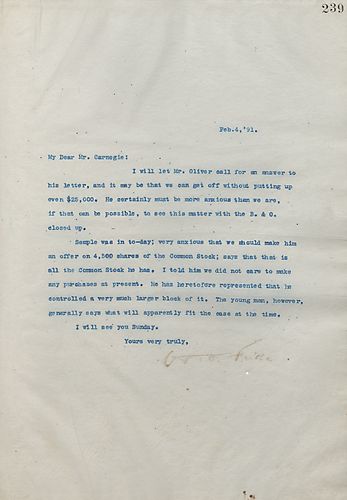 239
Feb.4,'91.
My Dear Mr. Carnegie:
I will let Mr. Oliver call for an answer to
his letter, and it may be that we can get off without putting up
even $25,000. He certainly must be more anxious than we are,
if that can be possible, to see this matter with the B. & O.
closed up.
Semple was in to-day; very anxious that we should make him
an offer on 4,500 shares of the Common Stock; says that that is
all the Common Stock he has. I told him we did not care to make
any purchases at present. He has heretofore represented that he
controlled a very much larger block of it. The young man, however,
generally says what will apparently fit the case at the time.
I will see you Sunday.
Yours very truly,